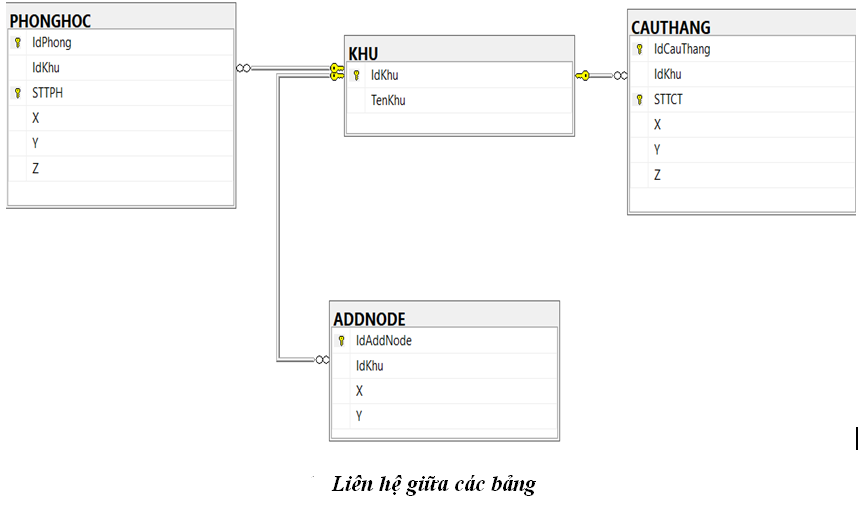 PHONGHOC
IdPhong
IdKhu
STTPH
X
Y
Z
KHU
IdKhu
TenKhu
CAUTHANG
IdCauThang
IdKhu
STTCT
X
Y
Z
ADDNODE
IdAddNode
IdKhu
X
Y
Liên hệ giữa các bảng